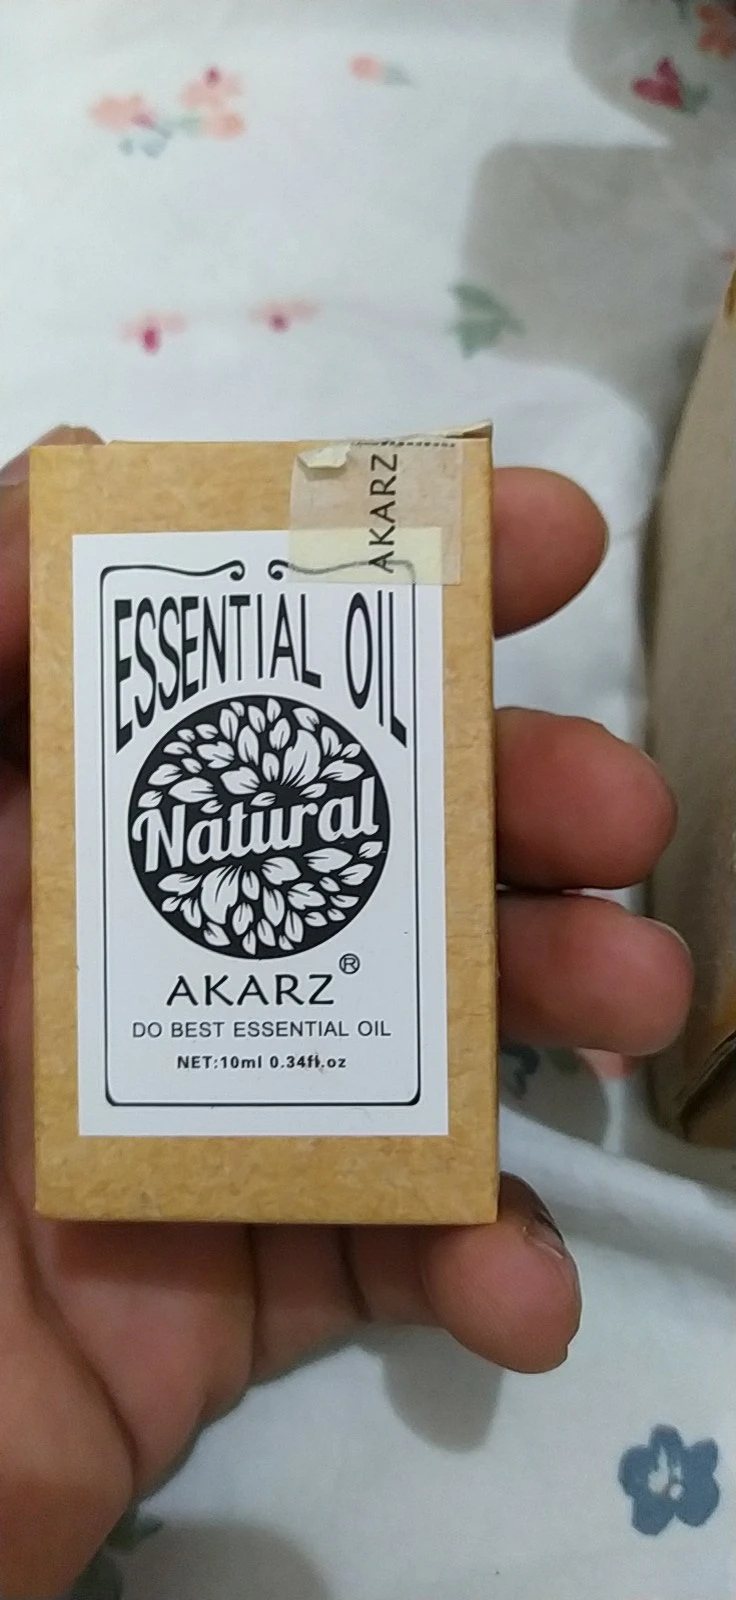 AKARZ
ESSENTIAL OIL
Natural
AKARZ®
DO BEST ESSENTIAL OIL
NET:10ml 0.34fl.oz